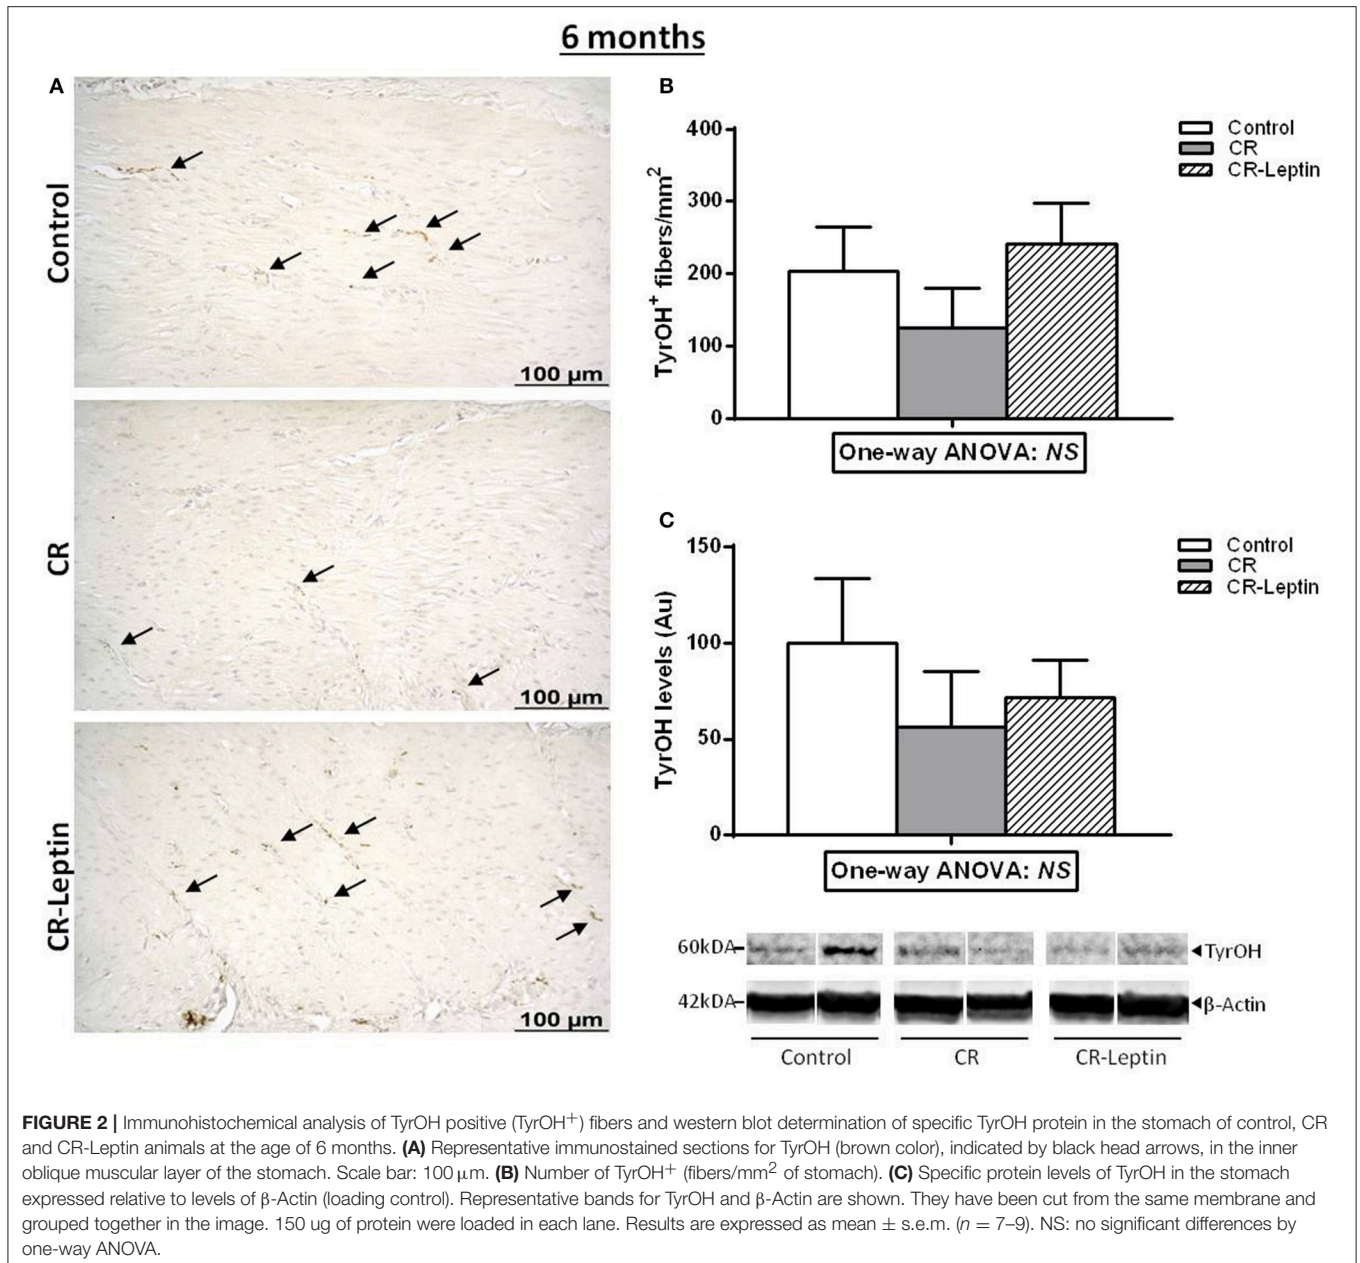 6 months
A
Control
100 µm
CR
100 µm
CR-Leptin
100 µm
B
400
300
200
100
0
TyrOH+ fibers/mm2
Control
CR
CR-Leptin
One-way ANOVA: NS
C
150
100
50
0
TyrOH levels (Au)
Control
CR
CR-Leptin
One-way ANOVA: NS
60kDA
TyrOH
42kDA
β-Actin
Control CR CR-Leptin
FIGURE 2 | Immunohistochemical analysis of TyrOH positive (TyrOH+) fibers and western blot determination of specific TyrOH protein in the stomach of control, CR
and CR-Leptin animals at the age of 6 months. (A) Representative immunostained sections for TyrOH (brown color), indicated by black head arrows, in the inner
oblique muscular layer of the stomach. Scale bar: 100 µm. (B) Number of TyrOH+ (fibers/mm2 of stomach). (C) Specific protein levels of TyrOH in the stomach
expressed relative to levels of β-Actin (loading control). Representative bands for TyrOH and β-Actin are shown. They have been cut from the same membrane and
grouped together in the image. 150 ug of protein were loaded in each lane. Results are expressed as mean ± s.e.m. (n = 7–9). NS: no significant differences by
one-way ANOVA.